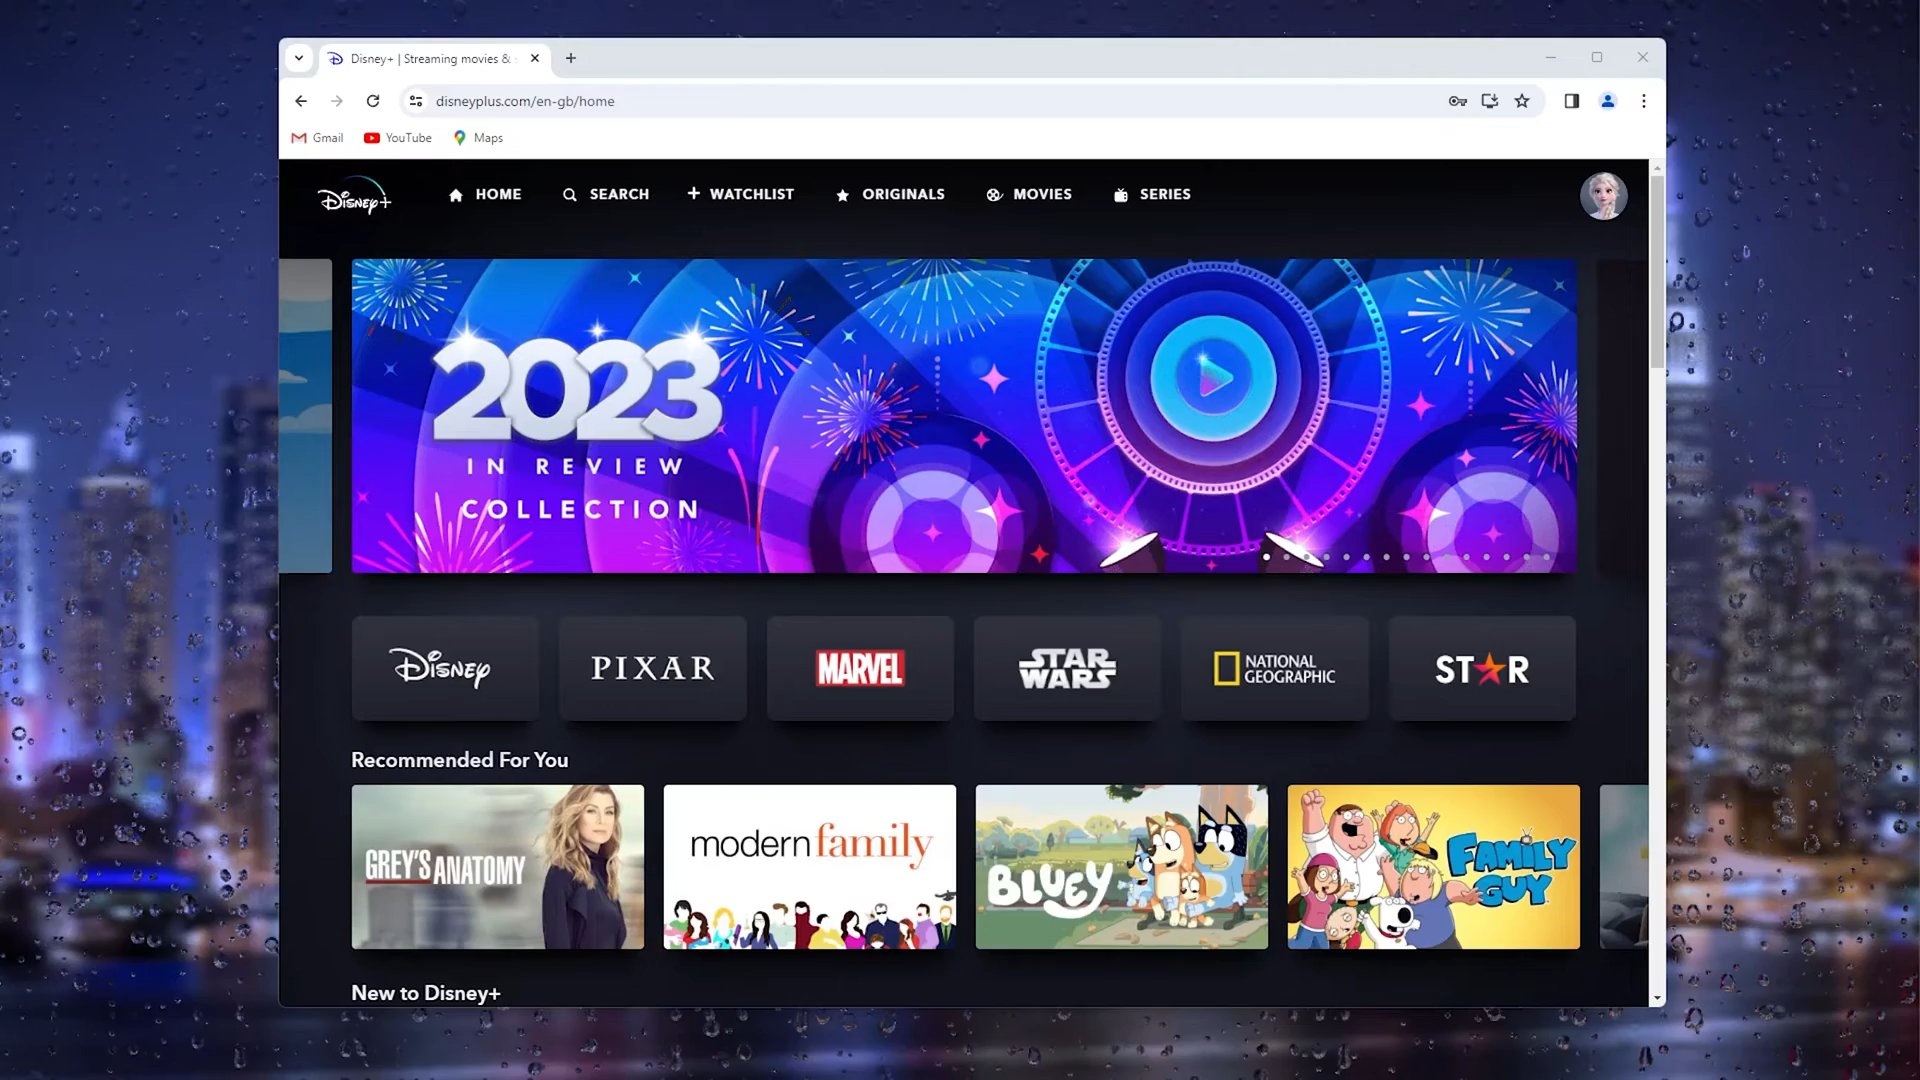 Disney+ | Streaming movies &
disneyplus.com/en-gb/home
Gmail
YouTube
Maps
Disney+
HOME
SEARCH
WATCHLIST
ORIGINALS
MOVIES
SERIES
2023
IN REVIEW
COLLECTION
Disney
PIXAR
MARVEL
STAR
WARS
NATIONAL
GEOGRAPHIC
STAR
Recommended For You
GREY'S ANATOMY
modern family
BLUEY
FAMILY
GUY
New to Disney+